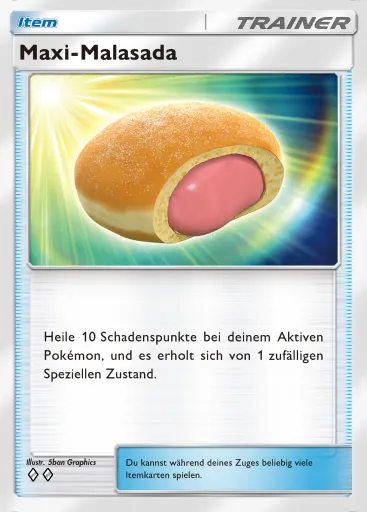 Item
TRAINER
Maxi-Malasada
Heile 10 Schadenspunkte bei deinem Aktiven
Pokémon, und es erholt sich von 1 zufälligen
Speziellen Zustand.
Illustr. 5ban Graphics
Du kannst während deines Zuges beliebig viele
Itemkarten spielen.